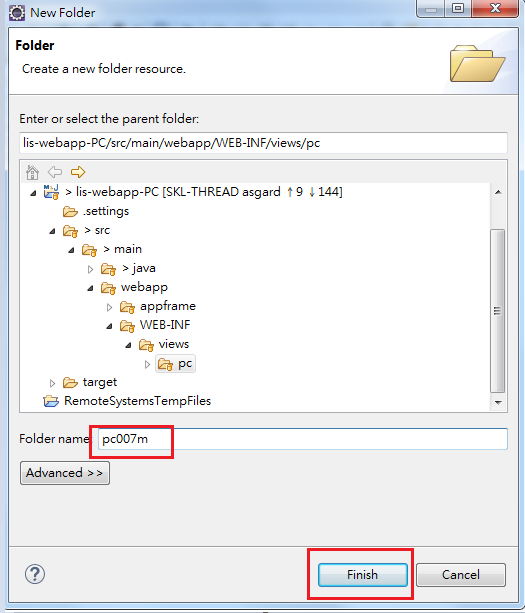 New Folder
Folder
Create a new folder resource.
Enter or select the parent folder:
lis-webapp-PC/src/main/webapp/WEB-INF/views/pc
> lis-webapp-PC [SKL-THREAD asgard ↑9 ↓144]
.settings
> src
> main
> java
webapp
appframe
WEB-INF
views
pc
target
RemoteSystemsTempFiles
Folder name: pc007m
Advanced >>
Finish
Cancel